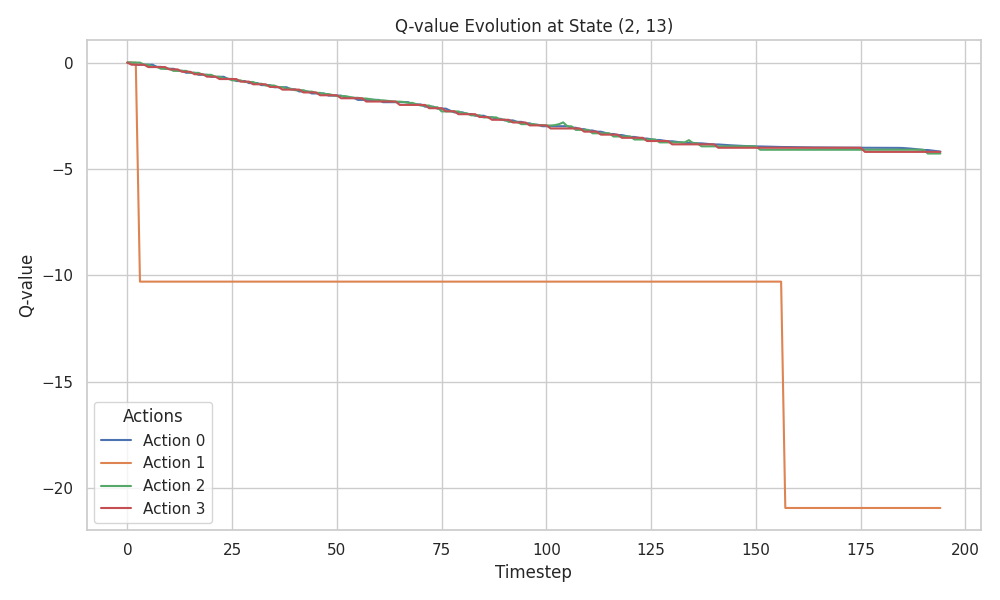 Q-value Evolution at State (2, 13)
0
−5
−10
−15
−20
Q-value
Actions
Action 0
Action 1
Action 2
Action 3
0 25 50 75 100 125 150 175 200
Timestep